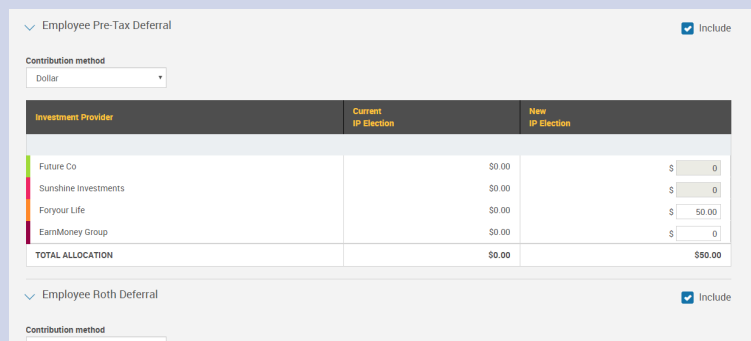 Employee Pre-Tax Deferral
Include
Contribution method
Dollar
Investment Provider
Current
IP Election
New
IP Election
Future Co $0.00 $ 0
Sunshine Investments $0.00 $ 0
Foryour Life $0.00 $ 50.00
EarnMoney Group $0.00 $ 0
TOTAL ALLOCATION $0.00 $50.00
Employee Roth Deferral
Include
Contribution method